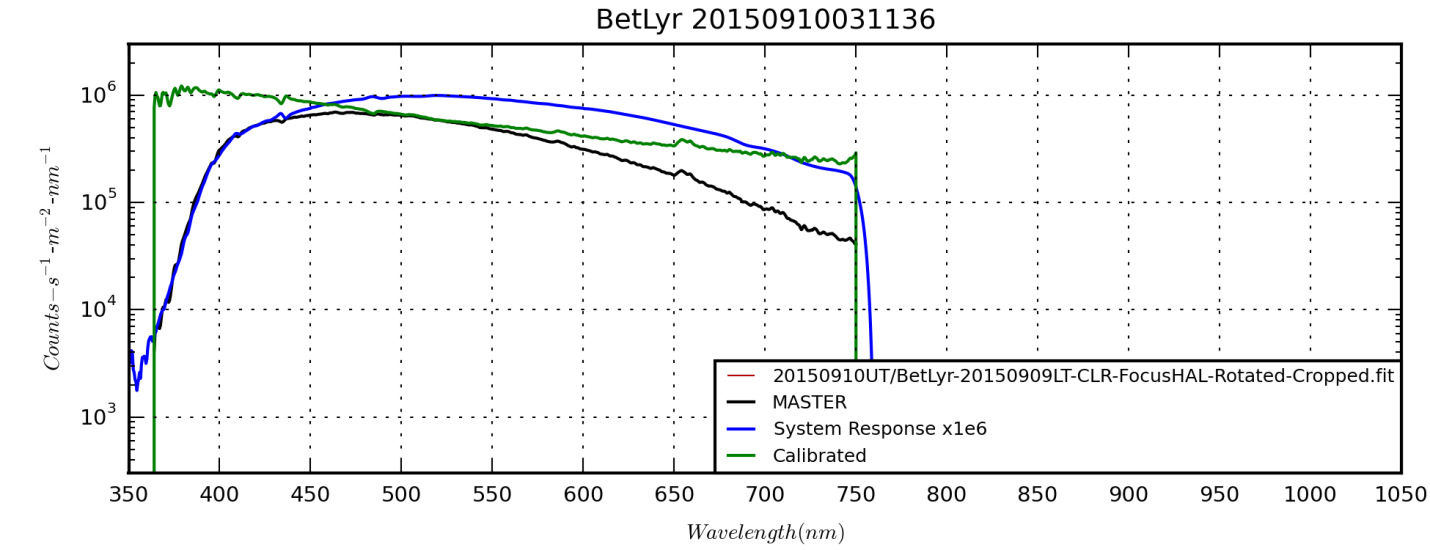 BetLyr 20150910031136
10^6
10^5
10^4
10^3
Counts−s^−1-m^−2-nm^−1
350 400 450 500 550 600 650 700 750 800 850 900 950 1000 1050
Wavelength(nm)
20150910UT/BetLyr-20150909LT-CLR-FocusHAL-Rotated-Cropped.fit
MASTER
System Response x1e6
Calibrated